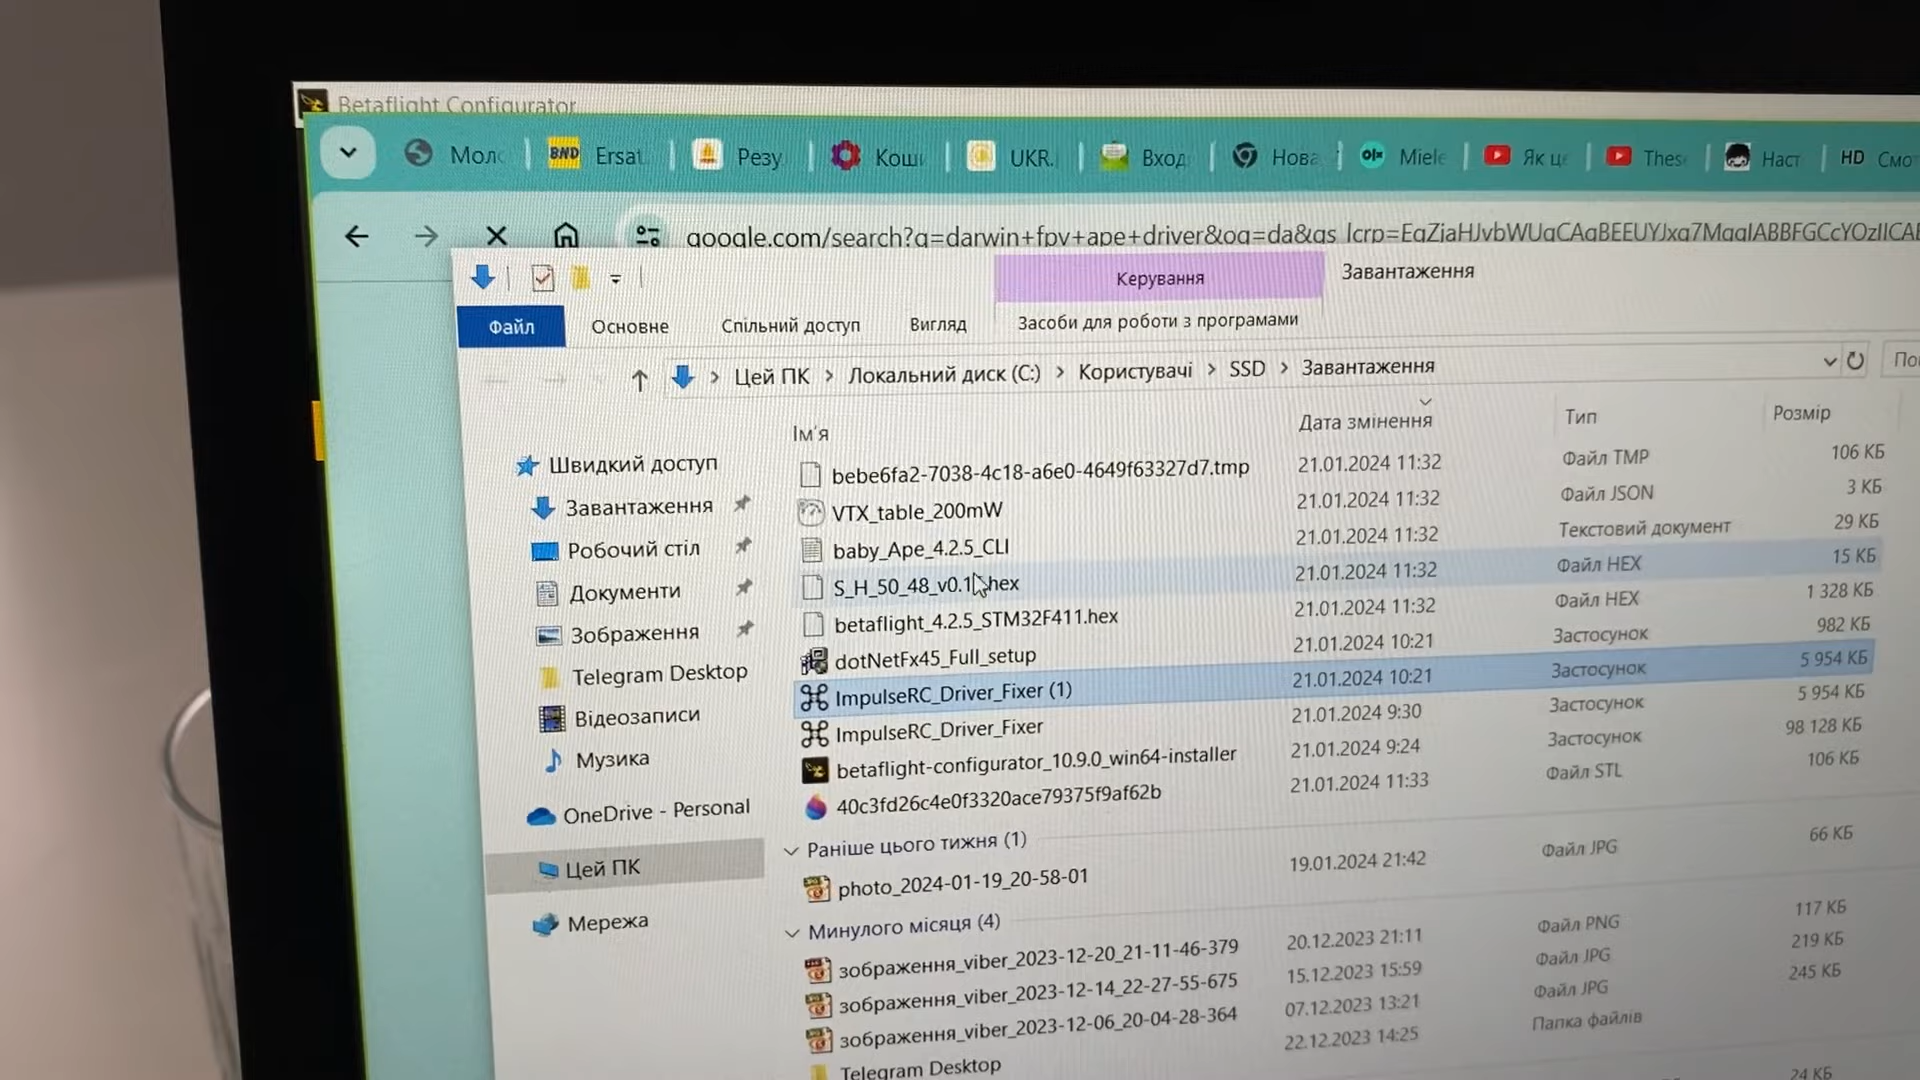 Betaflight Configurator
BND Ersat
Резу
Коши
UKR.
Вход
Нова
olx Miele
Як це
These
Наст
HD Смот
google.com/search?q=darwin+fpv+ape+driver&oq=da&gs_lcrp=
Керування Завантаження
Файл Основне Спільний доступ Вигляд Засоби для роботи з програмами
Цей ПК > Локальний диск (C:) > Користувачі > SSD > Завантаження
Ім'я Дата змінення Тип Розмір
bebe6fa2-7038-4c18-a6e0-4649f63327d7.tmp 21.01.2024 11:32 Файл TMP 106 КБ
VTX_table_200mW 21.01.2024 11:32 Файл JSON 3 КБ
baby_Ape_4.2.5_CLI 21.01.2024 11:32 Текстовий документ 29 КБ
S_H_50_48_v0.1 hex 21.01.2024 11:32 Файл HEX 15 КБ
betaflight_4.2.5_STM32F411.hex 21.01.2024 11:32 Файл HEX 1 328 КБ
dotNetFx45_Full_setup 21.01.2024 10:21 Застосунок 982 КБ
ImpulseRC_Driver_Fixer (1) 21.01.2024 10:21 Застосунок 5 954 КБ
ImpulseRC_Driver_Fixer 21.01.2024 9:30 Застосунок 5 954 КБ
betaflight-configurator_10.9.0_win64-installer 21.01.2024 9:24 Застосунок 98 128 КБ
40c3fd26c4e0f3320ace79375f9af62b 21.01.2024 11:33 Файл STL 106 КБ
Раніше цього тижня (1)
photo_2024-01-19_20-58-01 19.01.2024 21:42 Файл JPG 66 КБ
Минулого місяця (4)
зображення_viber_2023-12-20_21-11-46-379 20.12.2023 21:11 Файл PNG 117 КБ
зображення_viber_2023-12-14_22-27-55-675 15.12.2023 15:59 Файл JPG 219 КБ
зображення_viber_2023-12-06_20-04-28-364 07.12.2023 13:21 Файл JPG 245 КБ
Telegram Desktop 22.12.2023 14:25 Папка файлів
24 КБ
Швидкий доступ
Завантаження
Робочий стіл
Документи
Зображення
Telegram Desktop
Відеозаписи
Музика
OneDrive - Personal
Цей ПК
Мережа